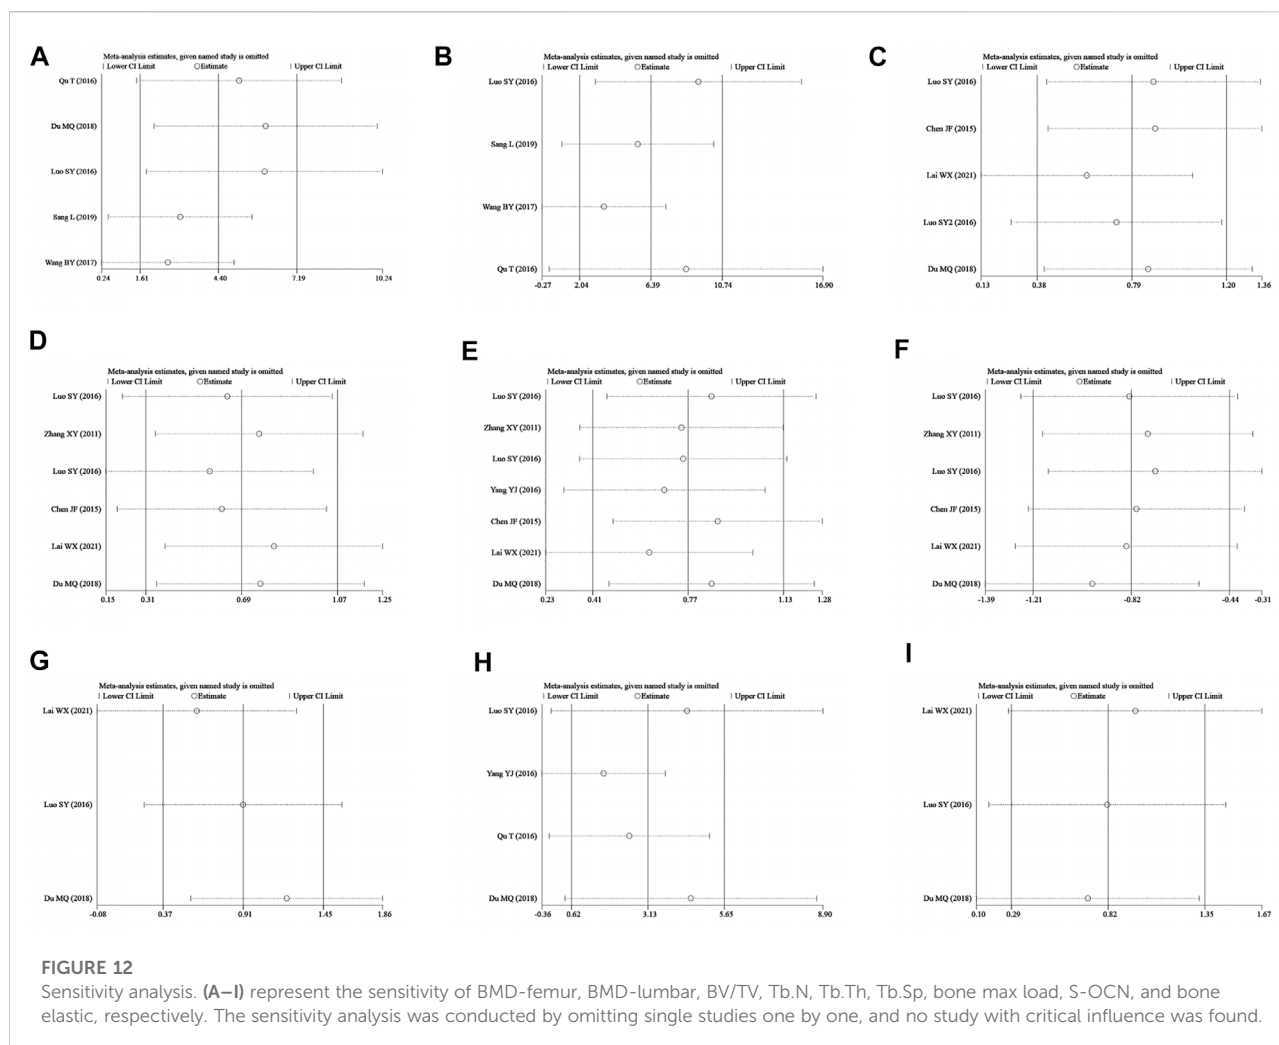 A
Meta-analysis estimates, given named study is omitted
| Lower CI Limit ○ Estimate | Upper CI Limit
Qu T (2016)
Du MQ (2018)
Luo SY (2016)
Sang L (2019)
Wang BY (2017)
0.24 1.61 4.40 7.19 10.24
B
Meta-analysis estimates, given named study is omitted
| Lower CI Limit ○ Estimate | Upper CI Limit
Luo SY (2016)
Sang L (2019)
Wang BY (2017)
Qu T (2016)
-0.27 2.04 6.39 10.74 16.90
C
Meta-analysis estimates, given named study is omitted
| Lower CI Limit ○ Estimate | Upper CI Limit
Luo SY (2016)
Chen JF (2015)
Lai WX (2021)
Luo SY2 (2016)
Du MQ (2018)
0.13 0.38 0.79 1.20 1.36
D
Meta-analysis estimates, given named study is omitted
| Lower CI Limit ○ Estimate | Upper CI Limit
Luo SY (2016)
Zhang XY (2011)
Luo SY (2016)
Chen JF (2015)
Lai WX (2021)
Du MQ (2018)
0.15 0.31 0.69 1.07 1.25
E
Meta-analysis estimates, given named study is omitted
| Lower CI Limit ○ Estimate | Upper CI Limit
Luo SY (2016)
Zhang XY (2011)
Luo SY (2016)
Yang YJ (2016)
Chen JF (2015)
Lai WX (2021)
Du MQ (2018)
0.23 0.41 0.77 1.13 1.28
F
Meta-analysis estimates, given named study is omitted
| Lower CI Limit ○ Estimate | Upper CI Limit
Luo SY (2016)
Zhang XY (2011)
Luo SY (2016)
Chen JF (2015)
Lai WX (2021)
Du MQ (2018)
-1.39 -1.21 -0.82 -0.44 -0.31
G
Meta-analysis estimates, given named study is omitted
| Lower CI Limit ○ Estimate | Upper CI Limit
Lai WX (2021)
Luo SY (2016)
Du MQ (2018)
-0.08 0.37 0.91 1.45 1.86
H
Meta-analysis estimates, given named study is omitted
| Lower CI Limit ○ Estimate | Upper CI Limit
Luo SY (2016)
Yang YJ (2016)
Qu T (2016)
Du MQ (2018)
-0.36 0.62 3.13 5.65 8.90
I
Meta-analysis estimates, given named study is omitted
| Lower CI Limit ○ Estimate | Upper CI Limit
Lai WX (2021)
Luo SY (2016)
Du MQ (2018)
0.10 0.29 0.82 1.35 1.67
FIGURE 12
Sensitivity analysis. (A–I) represent the sensitivity of BMD-femur, BMD-lumbar, BV/TV, Tb.N, Tb.Th, Tb.Sp, bone max load, S-OCN, and bone
elastic, respectively. The sensitivity analysis was conducted by omitting single studies one by one, and no study with critical influence was found.